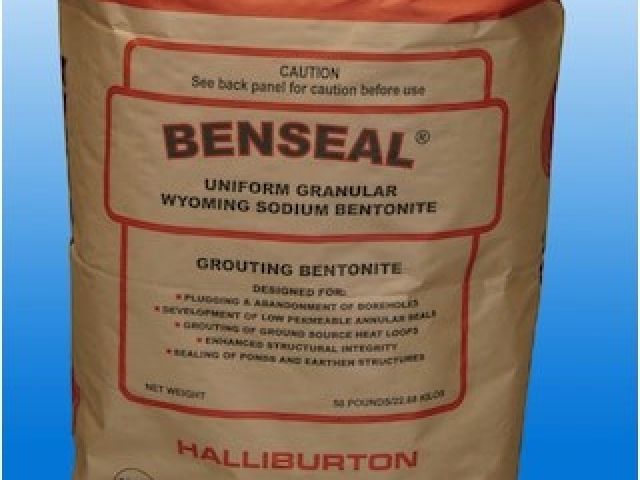 CAUTION
See back panel for caution before use
BENSEAL®
UNIFORM GRANULAR
WYOMING SODIUM BENTONITE
GROUTING BENTONITE
DESIGNED FOR:
▪ PLUGGING & ABANDONMENT OF BOREHOLES
▪ DEVELOPMENT OF LOW PERMEABLE ANNULAR SEALS
▪ GROUTING OF GROUND SOURCE HEAT LOOPS
▪ ENHANCED STRUCTURAL INTEGRITY
▪ SEALING OF PONDS AND EARTHEN STRUCTURES
NET WEIGHT 50 POUNDS/22.68 KILOS
HALLIBURTON